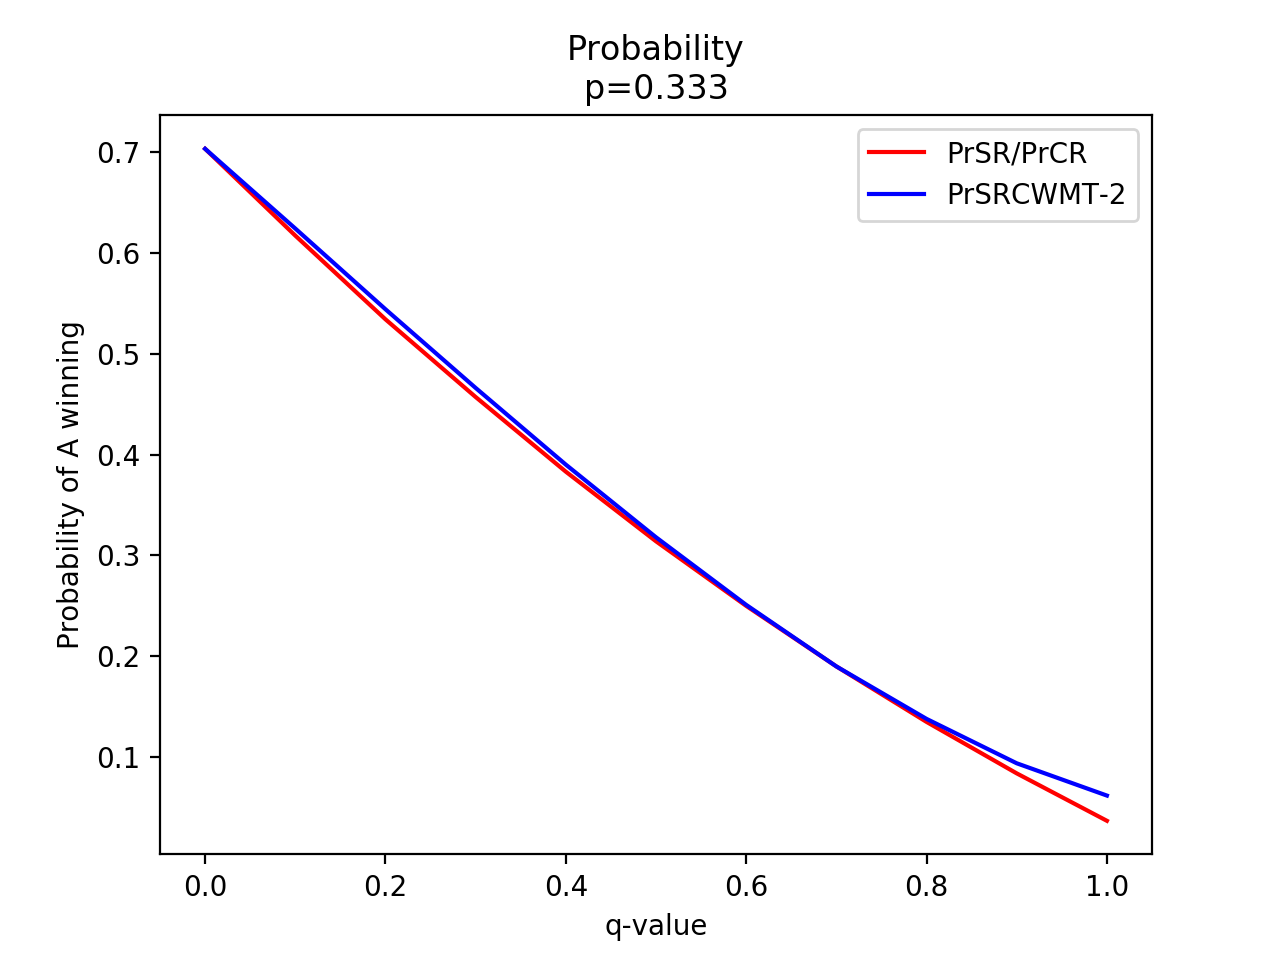 Probability
p=0.333
PrSR/PrCR
PrSRCWMT-2
Probability of A winning
0.7
0.6
0.5
0.4
0.3
0.2
0.1
0.0 0.2 0.4 0.6 0.8 1.0
q-value